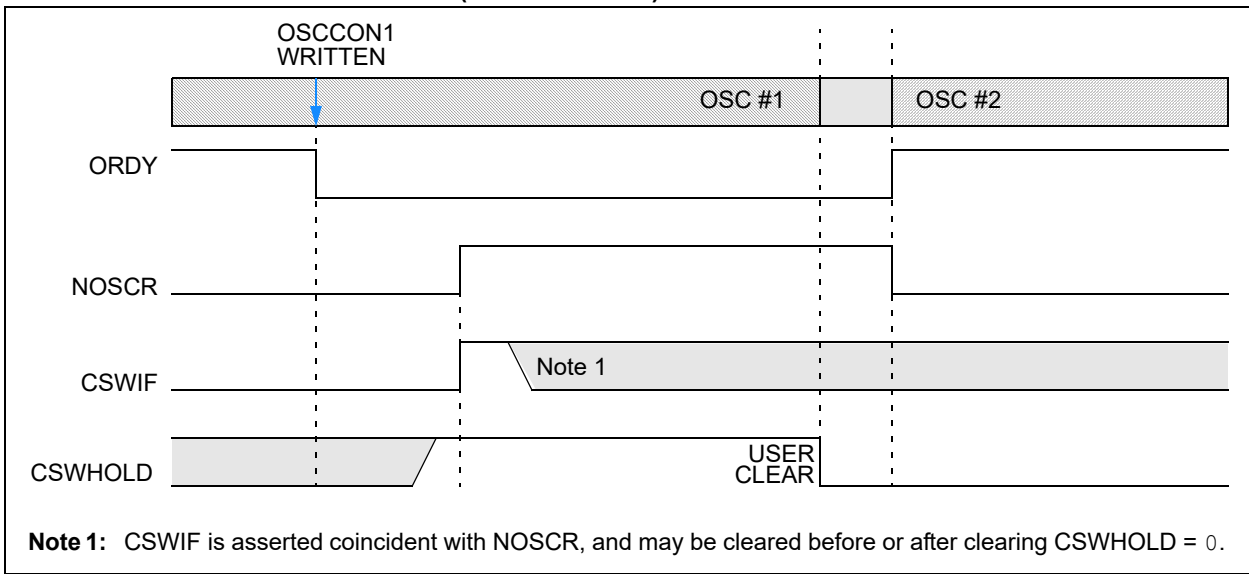 OSCCON1
WRITTEN
OSC #1
OSC #2
ORDY
NOSCR
CSWIF
Note 1
CSWHOLD
USER
CLEAR
Note 1: CSWIF is asserted coincident with NOSCR, and may be cleared before or after clearing CSWHOLD = 0.